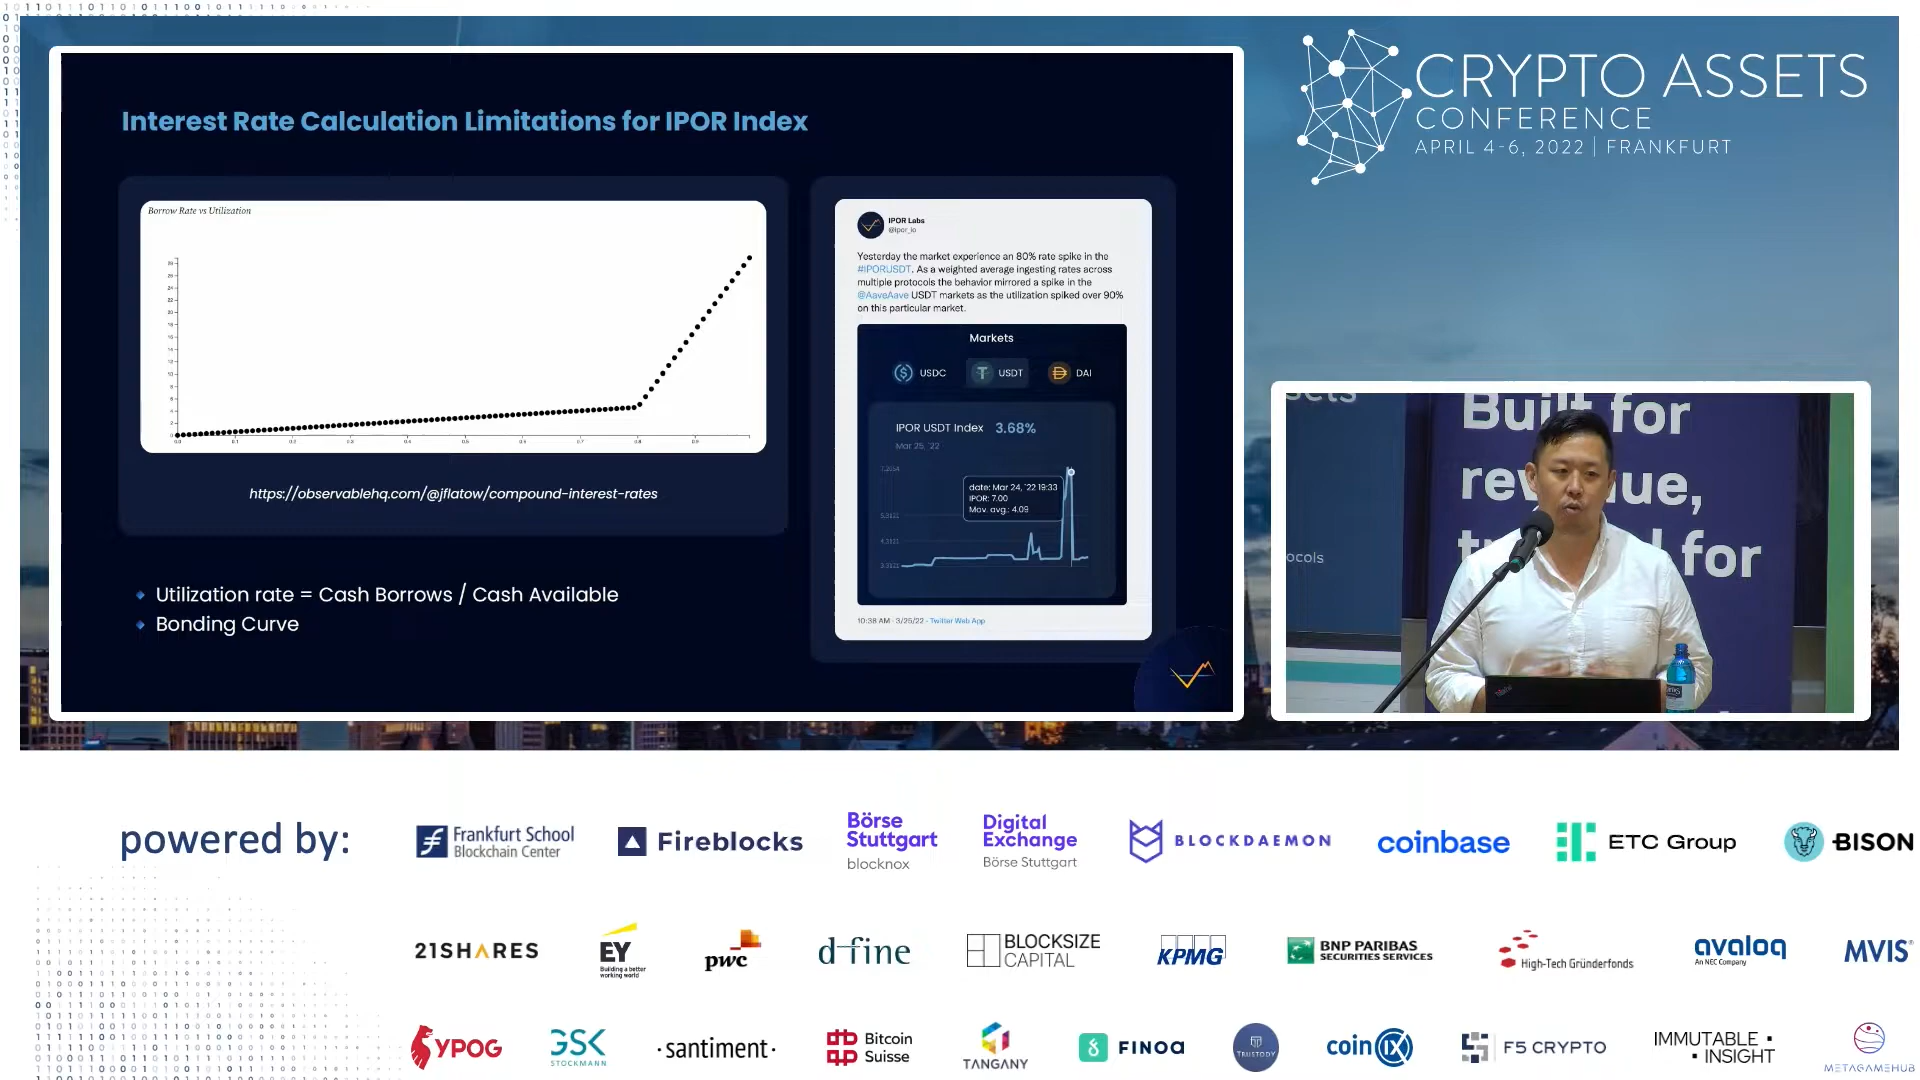 CRYPTO ASSETS
CONFERENCE
APRIL 4-6, 2022 | FRANKFURT
Interest Rate Calculation Limitations for IPOR Index
Borrow Rate vs Utilization
https://observablehq.com/@jflatow/compound-interest-rates
Utilization rate = Cash Borrows / Cash Available
Bonding Curve
IPOR Labs
@ipor_io
Yesterday the market experience an 80% rate spike in the
#IPORUSDT. As a weighted average ingesting rates across
multiple protocols the behavior mirrored a spike in the
@AaveAave USDT markets as the utilization spiked over 90%
on this particular market.
Markets
USDC USDT DAI
IPOR USDT Index 3.68%
Mar 25, '22
date: Mar 24, '22 19:33
IPOR: 7.00
Mov. avg.: 4.09
10:38 AM · 3/25/22 · Twitter Web App
Built for
for
ocols
powered by:
Frankfurt School
Blockchain Center
Fireblocks
Börse
Stuttgart
blocknox
Digital
Exchange
Börse Stuttgart
BLOCKDAEMON
coinbase
ETC Group
BISON
21SHARES
EY
Building a better
working world
pwc
d-fine
BLOCKSIZE
CAPITAL
KPMG
BNP PARIBAS
SECURITIES SERVICES
High-Tech Gründerfonds
avaloq
An NEC Company
MVIS
YPOG
GSK
STOCKMANN
·santiment·
Bitcoin
Suisse
TANGANY
FINOA
TRUSTODY
coinIX
F5 CRYPTO
IMMUTABLE
INSIGHT
METAGAMEHUB